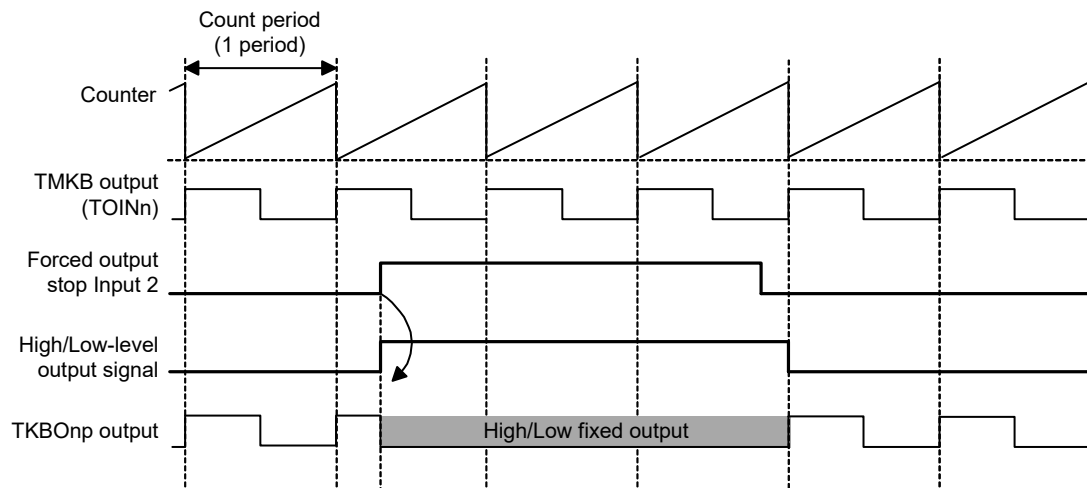 Count period
(1 period)
Counter
TMKB output
(TOINn)
Forced output
stop Input 2
High/Low-level
output signal
TKBOnp output
High/Low fixed output